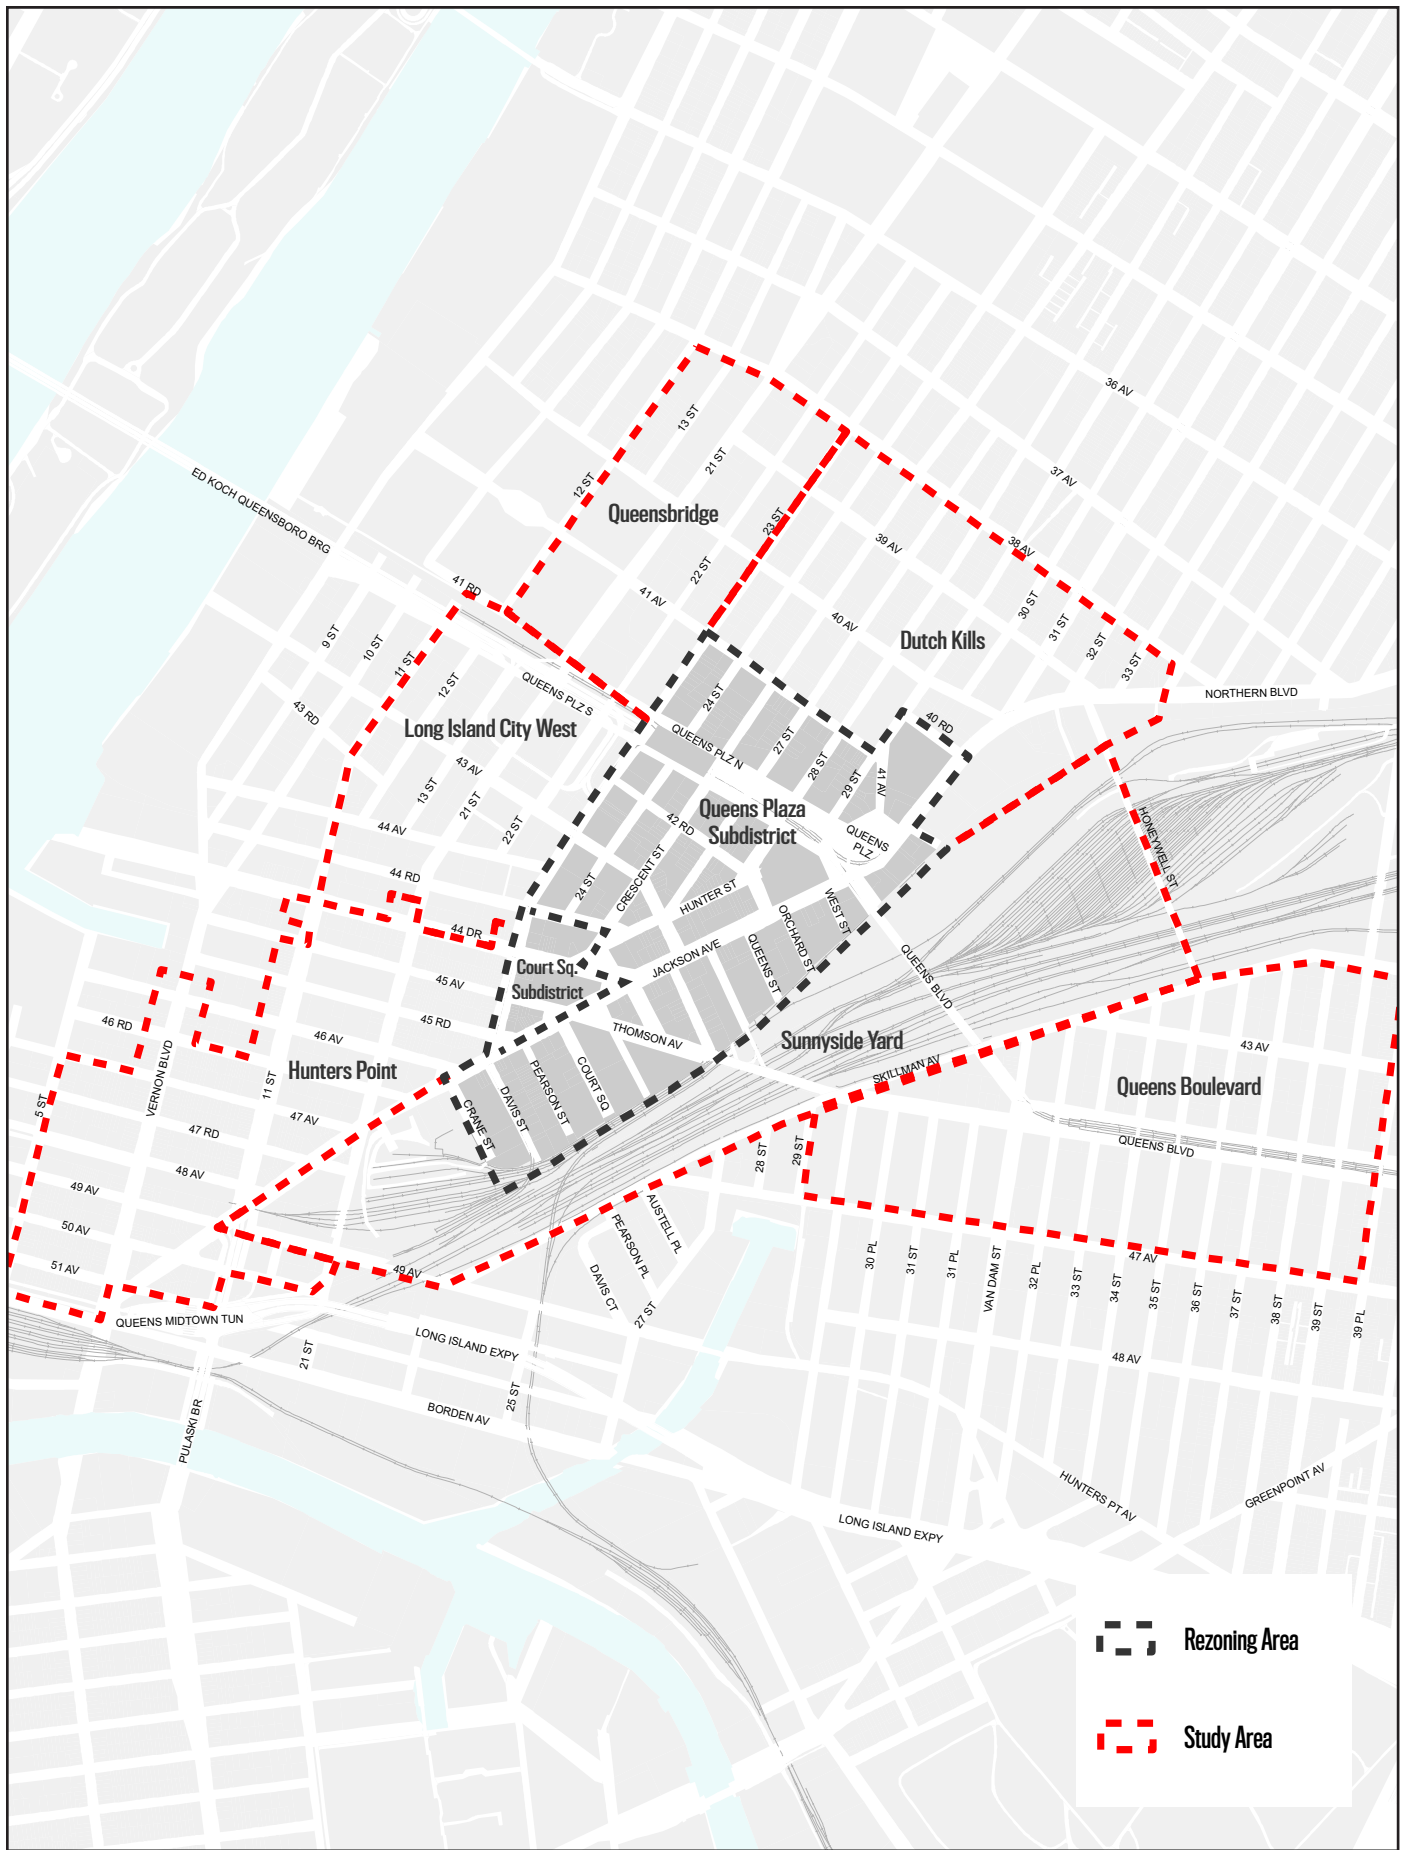 36 AV
13 ST
21 ST
37 AV
12 ST
ED KOCH QUEENSBORO BRG
Queensbridge
23 ST
39 AV
38 AV
22 ST
41 RD
41 AV
40 AV
30 ST
31 ST
32 ST
33 ST
Dutch Kills
9 ST
10 ST
11 ST
12 ST
QUEENS PLZ S
24 ST
NORTHERN BLVD
43 RD
Long Island City West
40 RD
QUEENS PLZ N
27 ST
28 ST
29 ST
41 AV
43 AV
13 ST
21 ST
22 ST
Queens Plaza
Subdistrict
42 RD
QUEENS
PLZ
44 AV
HONEYWELL ST
44 RD
24 ST
CRESCENT ST
HUNTER ST
WEST ST
ORCHARD ST
44 DR
JACKSON AVE
QUEENS ST
QUEENS BLVD
Court Sq.
Subdistrict
45 AV
45 RD
46 RD
46 AV
THOMSON AV
Sunnyside Yard
43 AV
VERNON BLVD
Hunters Point
SKILLMAN AV
Queens Boulevard
11 ST
5 ST
47 AV
CRANE ST
DAVIS ST
PEARSON ST
COURT SQ
47 RD
QUEENS BLVD
28 ST
29 ST
48 AV
49 AV
50 AV
51 AV
AUSTELL PL
PEARSON PL
DAVIS CT
27 ST
49 AV
47 AV
30 PL
31 ST
31 PL
VAN DAM ST
32 PL
33 ST
34 ST
35 ST
36 ST
37 ST
38 ST
39 ST
39 PL
QUEENS MIDTOWN TUN
21 ST
LONG ISLAND EXPY
48 AV
25 ST
BORDEN AV
PULASKI BR
HUNTERS PT AV
GREENPOINT AV
LONG ISLAND EXPY
Rezoning Area
Study Area